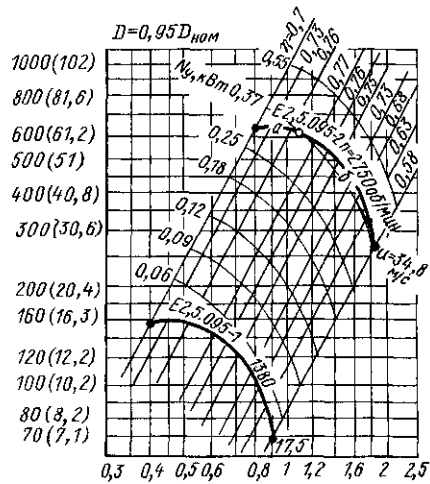 D=0,95Dном
η=0,7
0,55
0,73
0,76
0,77
0,76
0,75
0,73
0,68
0,63
0,58
Ny,кВт 0,37
0,25
0,18
0,12
0,09
0,06
E2,5.095-2 n=2750 об/мин
а
б
u=34,8
м/с
E2,5.095-1
1380
17,5
1000(102)
800(81,6)
600(61,2)
500(51)
400(40,8)
300(30,6)
200(20,4)
160(16,3)
120(12,2)
100(10,2)
80(8,2)
70(7,1)
0,3 0,4 0,5 0,6 0,8 1 1,2 1,6 2 2,5